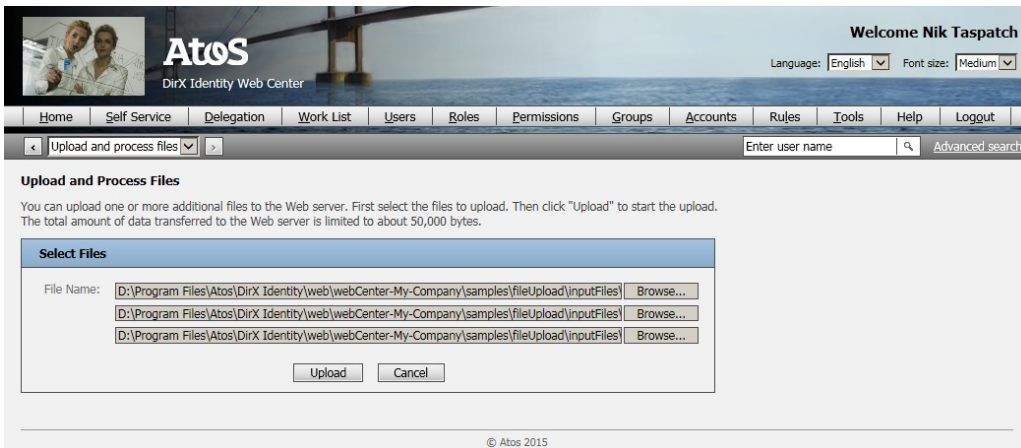 Welcome Nik Taspatch
Atos
DirX Identity Web Center
Language: English Font size: Medium
Home Self Service Delegation Work List Users Roles Permissions Groups Accounts Rules Tools Help Logout
Upload and process files Enter user name Advanced search
Upload and Process Files
You can upload one or more additional files to the Web server. First select the files to upload. Then click "Upload" to start the upload.
The total amount of data transferred to the Web server is limited to about 50,000 bytes.
Select Files
File Name: D:\Program Files\Atos\DirX Identity\web\webCenter-My-Company\samples\fileUpload\inputFiles\ Browse...
D:\Program Files\Atos\DirX Identity\web\webCenter-My-Company\samples\fileUpload\inputFiles\ Browse...
D:\Program Files\Atos\DirX Identity\web\webCenter-My-Company\samples\fileUpload\inputFiles\ Browse...
Upload Cancel
© Atos 2015